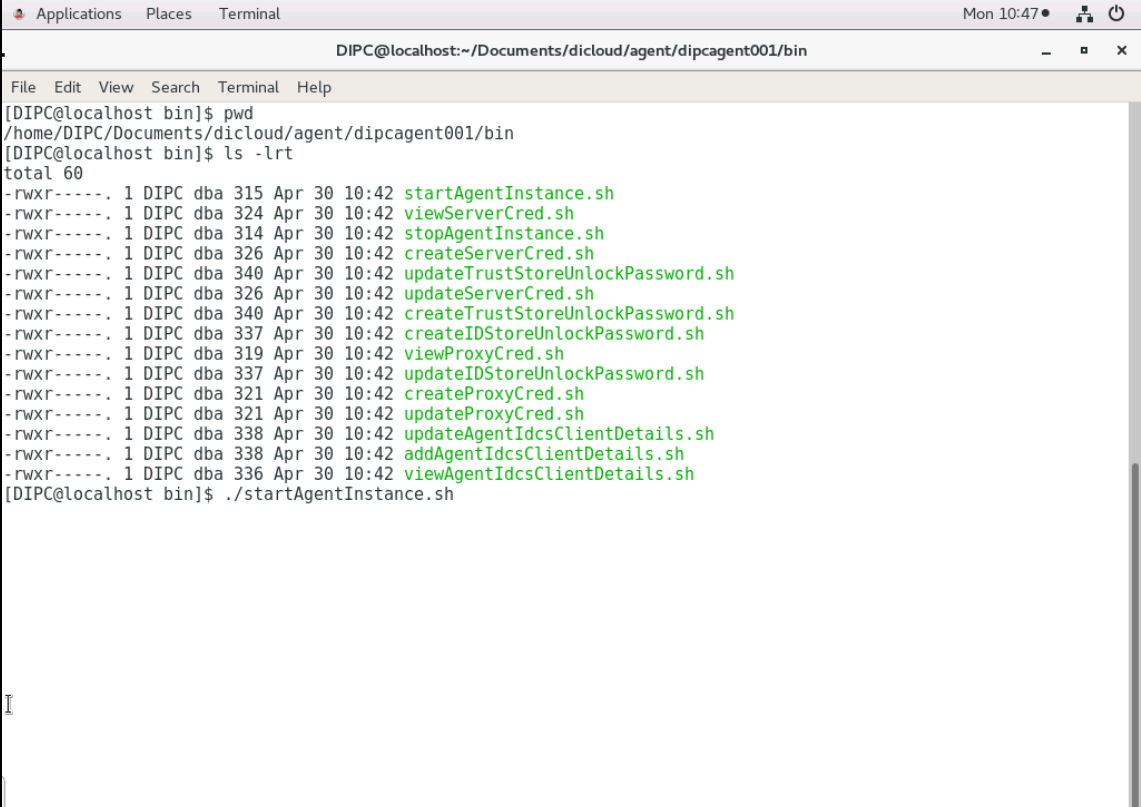 Applications Places Terminal Mon 10:47
DIPC@localhost:~/Documents/dicloud/agent/dipcagent001/bin
File Edit View Search Terminal Help
[DIPC@localhost bin]$ pwd
/home/DIPC/Documents/dicloud/agent/dipcagent001/bin
[DIPC@localhost bin]$ ls -lrt
total 60
-rwxr-----. 1 DIPC dba 315 Apr 30 10:42 startAgentInstance.sh
-rwxr-----. 1 DIPC dba 324 Apr 30 10:42 viewServerCred.sh
-rwxr-----. 1 DIPC dba 314 Apr 30 10:42 stopAgentInstance.sh
-rwxr-----. 1 DIPC dba 326 Apr 30 10:42 createServerCred.sh
-rwxr-----. 1 DIPC dba 340 Apr 30 10:42 updateTrustStoreUnlockPassword.sh
-rwxr-----. 1 DIPC dba 326 Apr 30 10:42 updateServerCred.sh
-rwxr-----. 1 DIPC dba 340 Apr 30 10:42 createTrustStoreUnlockPassword.sh
-rwxr-----. 1 DIPC dba 337 Apr 30 10:42 createIDStoreUnlockPassword.sh
-rwxr-----. 1 DIPC dba 319 Apr 30 10:42 viewProxyCred.sh
-rwxr-----. 1 DIPC dba 337 Apr 30 10:42 updateIDStoreUnlockPassword.sh
-rwxr-----. 1 DIPC dba 321 Apr 30 10:42 createProxyCred.sh
-rwxr-----. 1 DIPC dba 321 Apr 30 10:42 updateProxyCred.sh
-rwxr-----. 1 DIPC dba 338 Apr 30 10:42 updateAgentIdcsClientDetails.sh
-rwxr-----. 1 DIPC dba 338 Apr 30 10:42 addAgentIdcsClientDetails.sh
-rwxr-----. 1 DIPC dba 336 Apr 30 10:42 viewAgentIdcsClientDetails.sh
[DIPC@localhost bin]$ ./startAgentInstance.sh